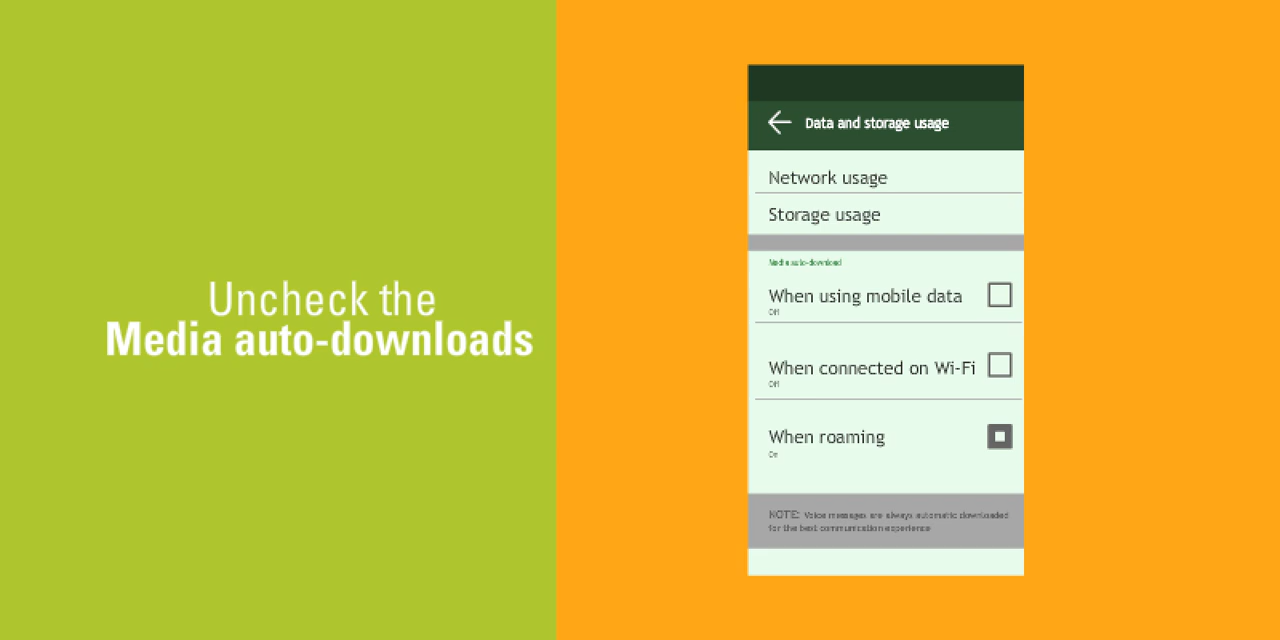 Uncheck the
Media auto-downloads
Data and storage usage
Network usage
Storage usage
Media auto-download
When using mobile data
Off
When connected on Wi-Fi
Off
When roaming
On
NOTE: Voice messages are always automatic downloaded
for the best communication experience